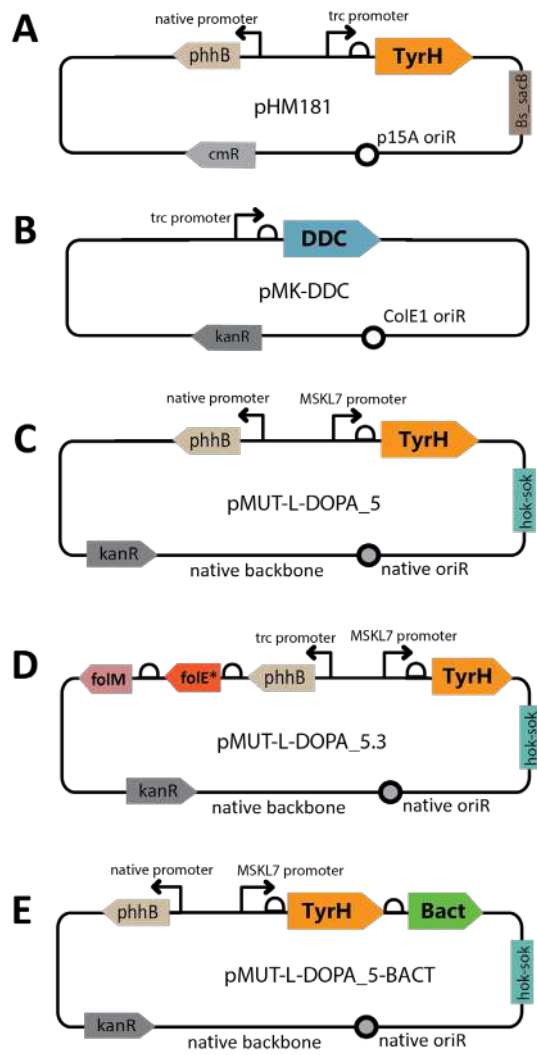 A
native promoter
trc promoter
phhB
TyrH
pHM181
Bs_sacB
p15A oriR
cmR
B
trc promoter
DDC
pMK-DDC
ColE1 oriR
kanR
C
native promoter
MSKL7 promoter
phhB
TyrH
pMUT-L-DOPA_5
hok-sok
kanR
native backbone
native oriR
D
trc promoter
MSKL7 promoter
folM
folE*
phhB
TyrH
pMUT-L-DOPA_5.3
hok-sok
kanR
native backbone
native oriR
E
native promoter
MSKL7 promoter
phhB
TyrH
Bact
pMUT-L-DOPA_5-BACT
hok-sok
kanR
native backbone
native oriR